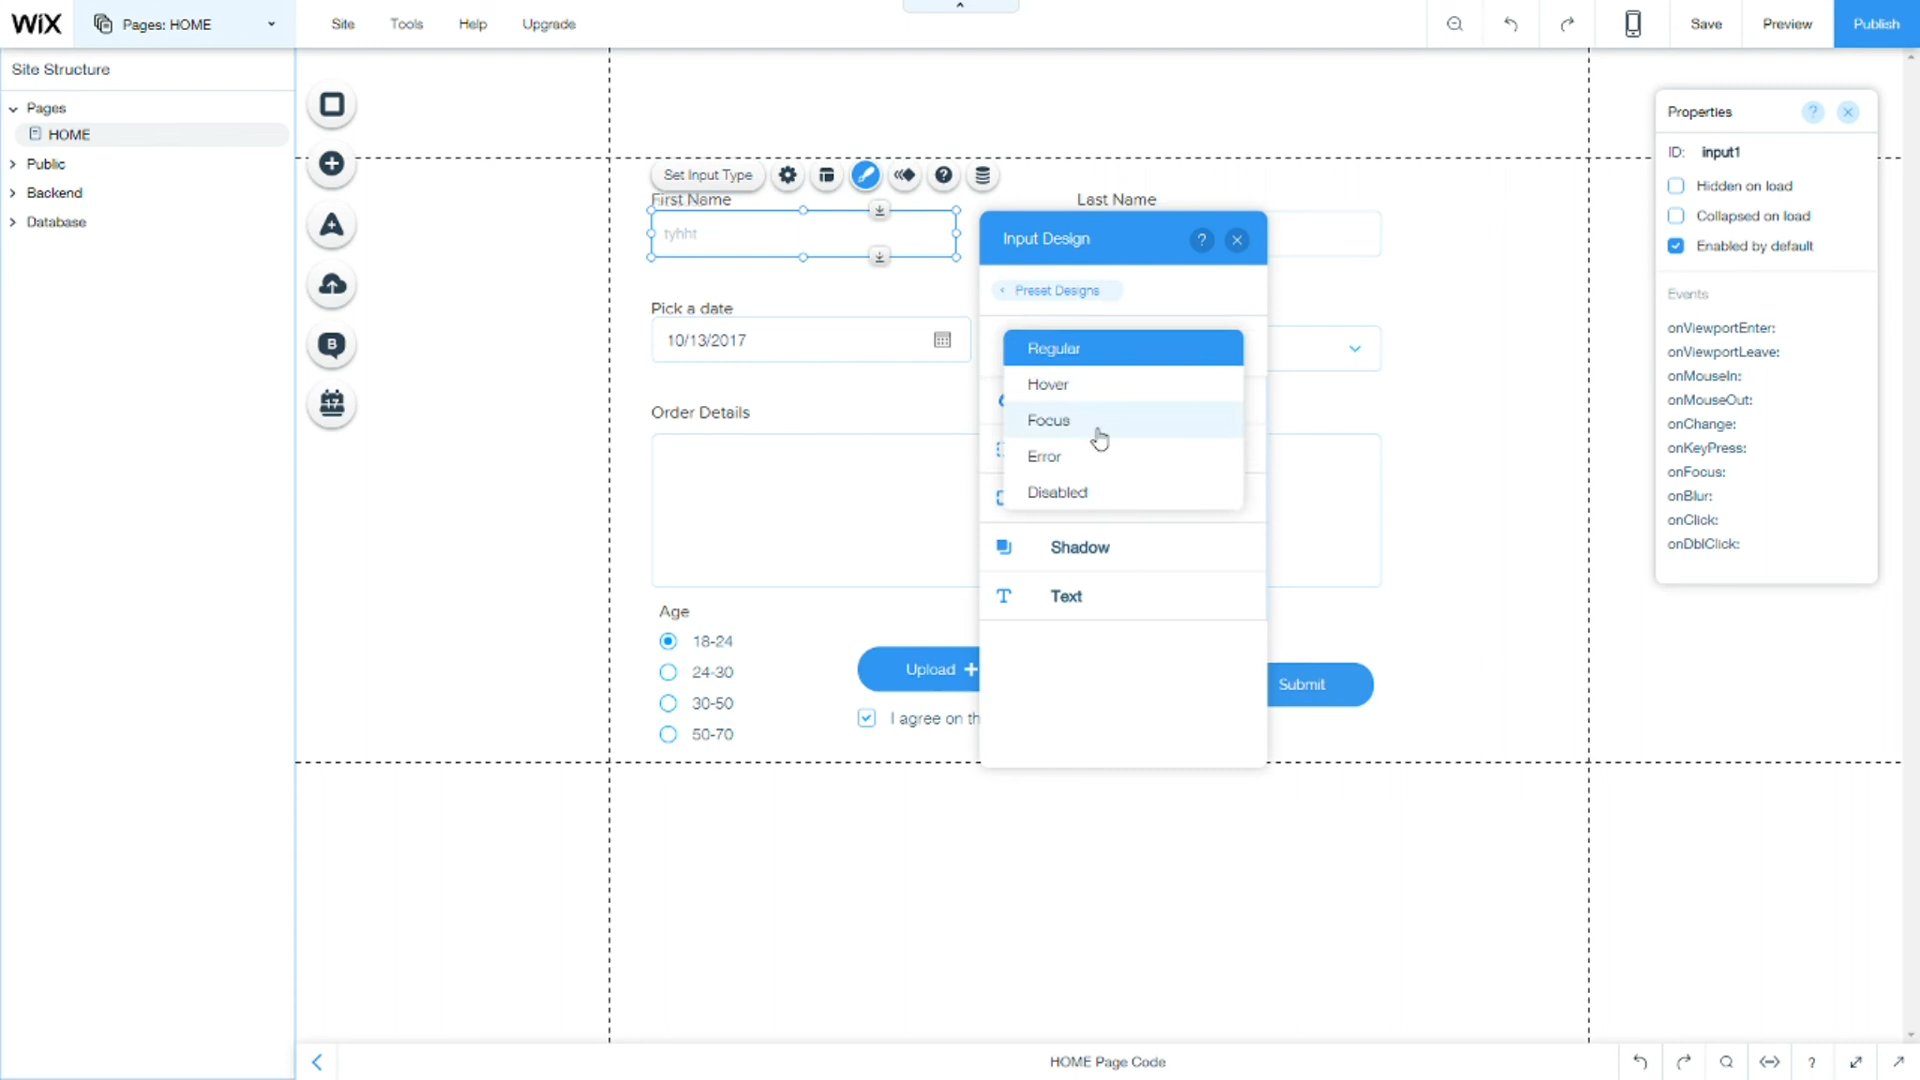 WiX
Pages: HOME
Site
Tools
Help
Upgrade
Save
Preview
Publish
Site Structure
Pages
HOME
Public
Backend
Database
17
Set Input Type
First Name
tyhht
Last Name
Pick a date
10/13/2017
Order Details
Age
18-24
24-30
30-50
50-70
Upload +
I agree on th
Submit
Input Design
?
Preset Designs
Regular
Hover
Focus
Error
Disabled
Shadow
T Text
Properties
?
ID: input1
Hidden on load
Collapsed on load
Enabled by default
Events
onViewportEnter:
onViewportLeave:
onMouseIn:
onMouseOut:
onChange:
onKeyPress:
onFocus:
onBlur:
onClick:
onDblClick:
HOME Page Code
?